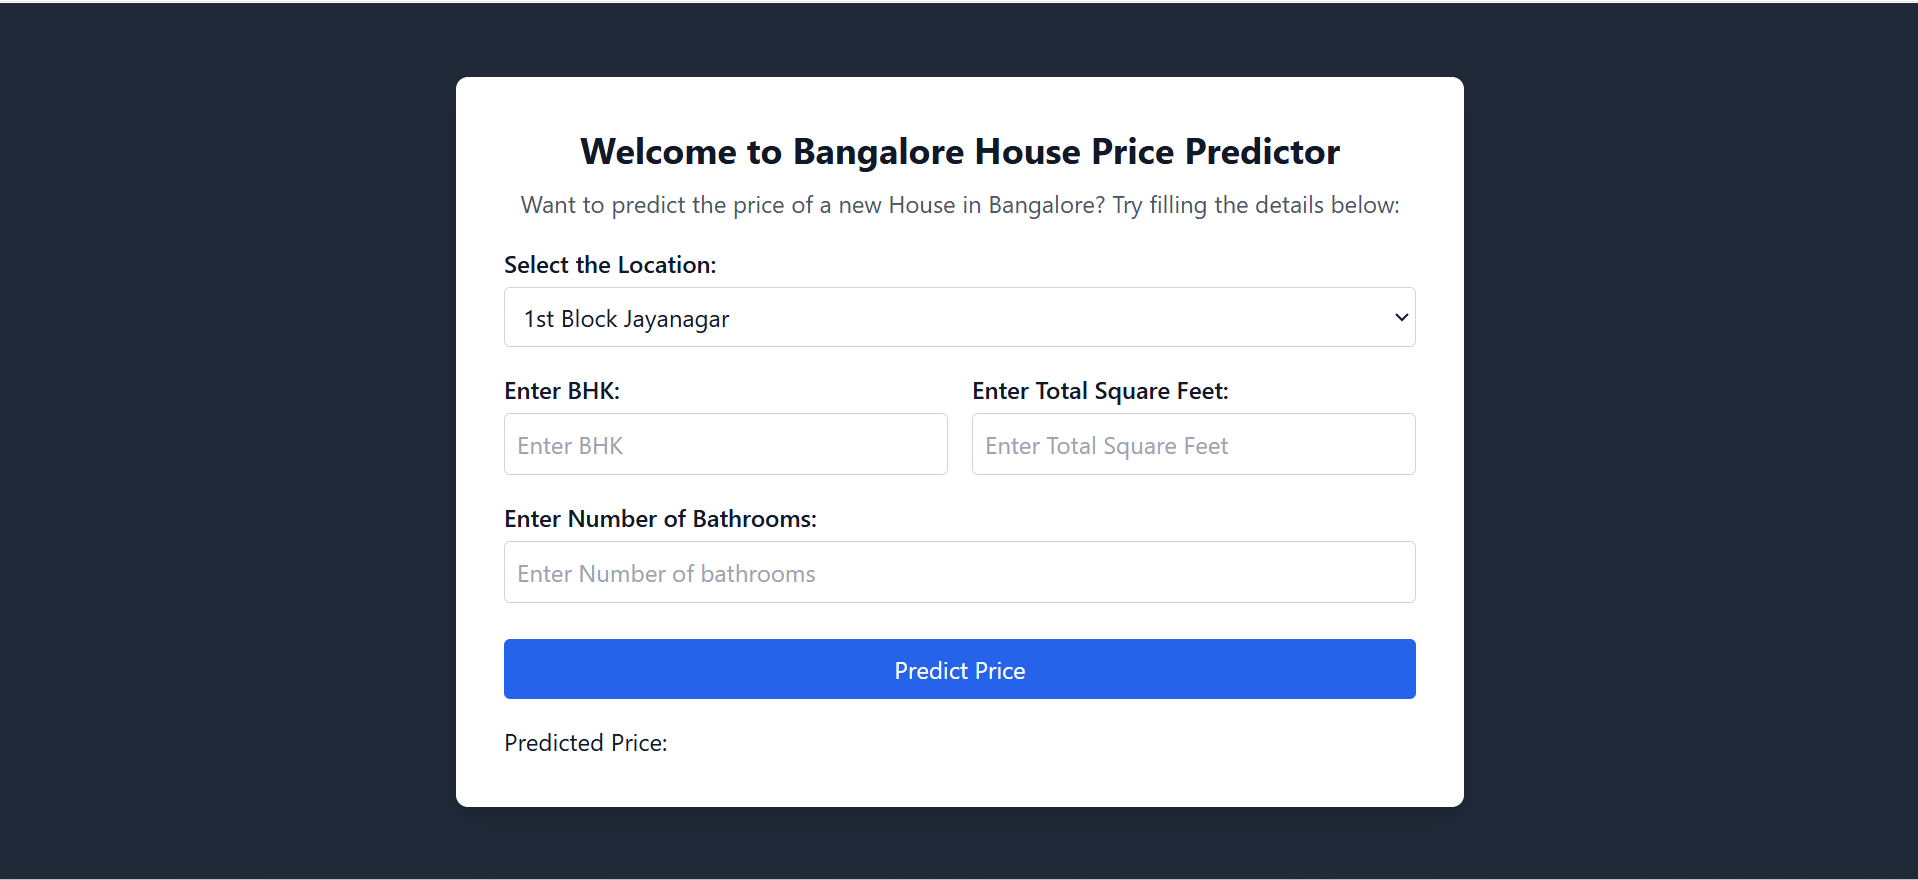 Welcome to Bangalore House Price Predictor
Want to predict the price of a new House in Bangalore? Try filling the details below:
Select the Location:
1st Block Jayanagar
Enter BHK:
Enter Total Square Feet:
Enter BHK
Enter Total Square Feet
Enter Number of Bathrooms:
Enter Number of bathrooms
Predict Price
Predicted Price: